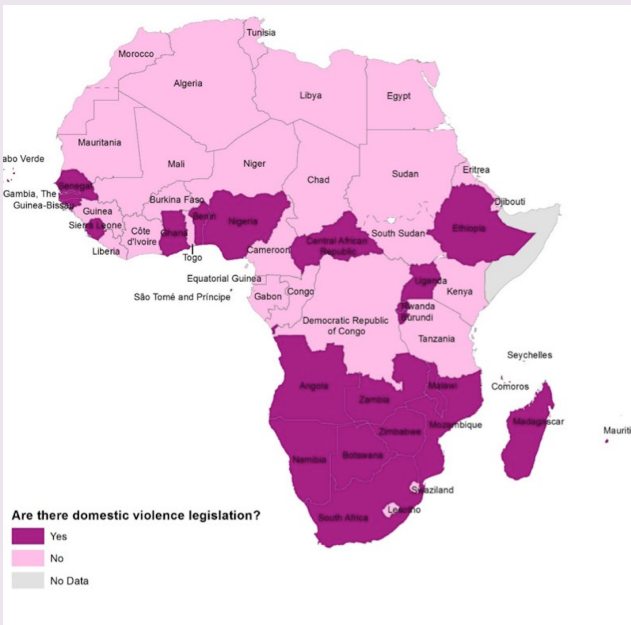 Tunisia
Morocco
Algeria
Libya
Egypt
Mauritania
Mali
Niger
Chad
Sudan
Eritrea
abo Verde
Senegal
Gambia, The
Guinea-Bissau
Guinea
Sierra Leone
Liberia
Côte
d'Ivoire
Burkina Faso
Ghana
Togo
Benin
Nigeria
Cameroon
Central African
Republic
South Sudan
Ethiopia
Djibouti
Equatorial Guinea
São Tomé and Príncipe
Gabon
Congo
Democratic Republic
of Congo
Uganda
Kenya
Rwanda
Burundi
Tanzania
Seychelles
Comoros
Angola
Zambia
Malawi
Mozambique
Zimbabwe
Madagascar
Mauriti
Namibia
Botswana
Swaziland
Lesotho
South Africa
Are there domestic violence legislation?
Yes
No
No Data